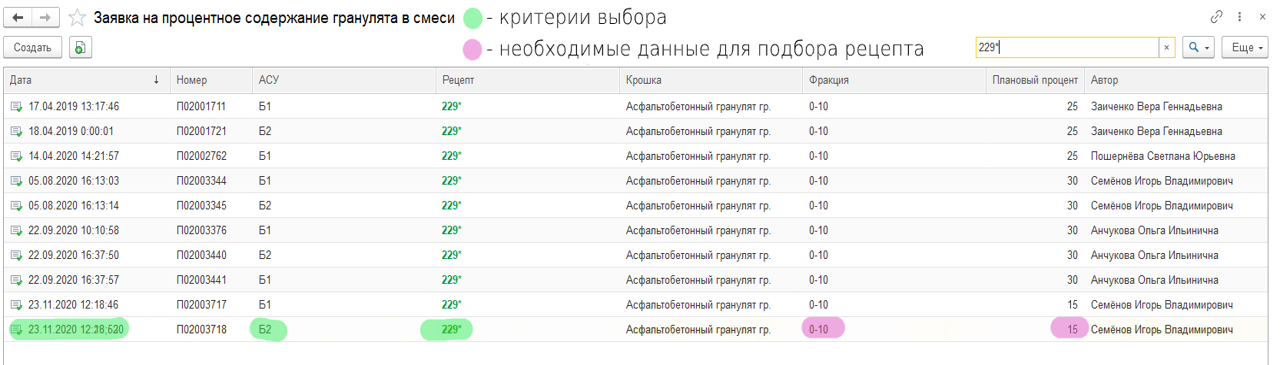 Заявка на процентное содержание гранулята в смеси - критерии выбора
Создать - необходимые данные для подбора рецепта 229* × Еще
Дата ↓ Номер АСУ Рецепт Крошка Фракция Плановый процент Автор
17.04.2019 13:17:46 П02001711 Б1 229* Асфальтобетонный гранулят гр. 0-10 25 Заиченко Вера Геннадьевна
18.04.2019 0:00:01 П02001721 Б2 229* Асфальтобетонный гранулят гр. 0-10 25 Заиченко Вера Геннадьевна
14.04.2020 14:21:57 П02002762 Б1 229* Асфальтобетонный гранулят гр. 0-10 25 Пошернёва Светлана Юрьевна
05.08.2020 16:13:03 П02003344 Б1 229* Асфальтобетонный гранулят гр. 0-10 30 Семёнов Игорь Владимирович
05.08.2020 16:13:14 П02003345 Б2 229* Асфальтобетонный гранулят гр. 0-10 30 Семёнов Игорь Владимирович
22.09.2020 10:10:58 П02003376 Б1 229* Асфальтобетонный гранулят гр. 0-10 30 Анчукова Ольга Ильинична
22.09.2020 16:37:50 П02003440 Б2 229* Асфальтобетонный гранулят гр. 0-10 30 Анчукова Ольга Ильинична
22.09.2020 16:37:57 П02003441 Б1 229* Асфальтобетонный гранулят гр. 0-10 30 Анчукова Ольга Ильинична
23.11.2020 12:18:46 П02003717 Б1 229* Асфальтобетонный гранулят гр. 0-10 15 Семёнов Игорь Владимирович
23.11.2020 П02003718 Б2 229* Асфальтобетонный гранулят гр. 0-10 15 Семёнов Игорь Владимирович